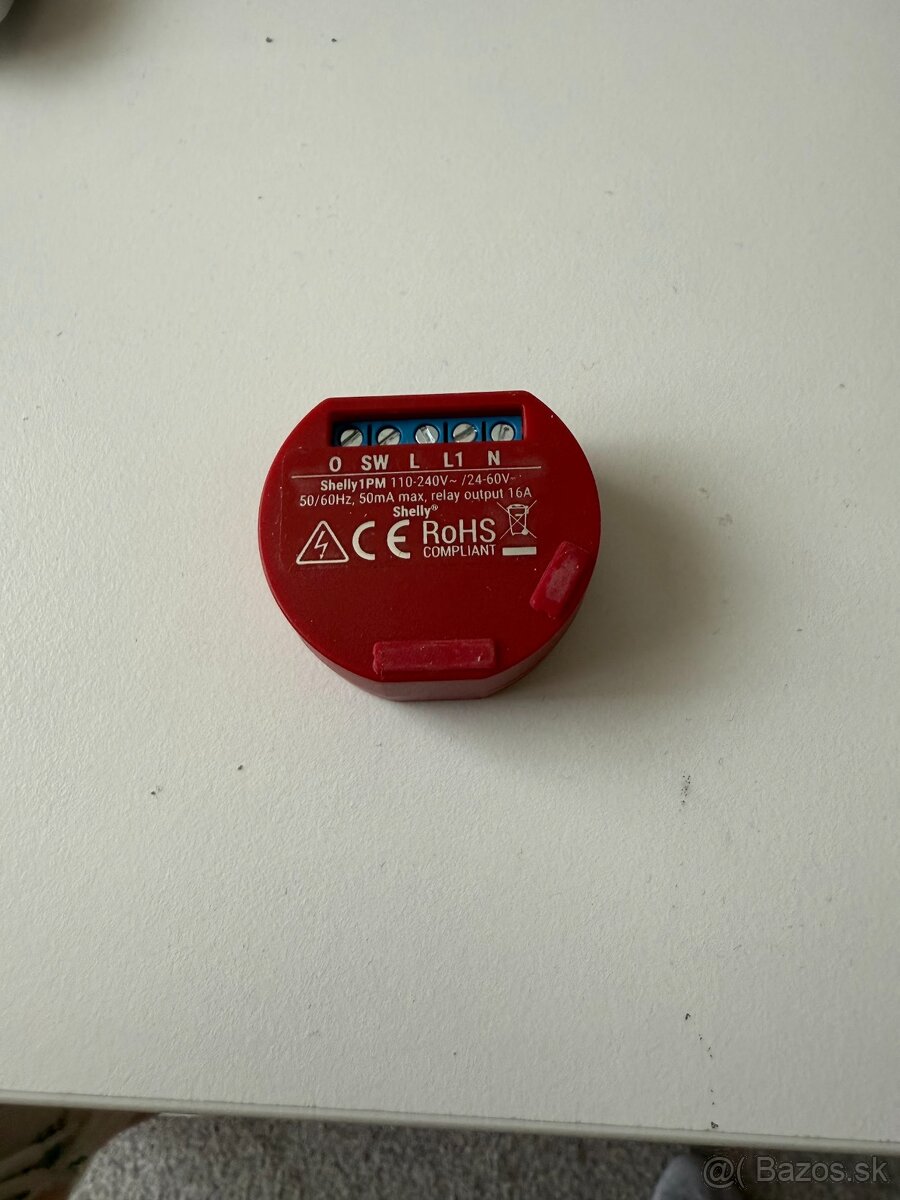 O SW L L1 N
Shelly1PM 110-240V~ /24-60V⎓
50/60Hz, 50mA max, relay output 16A
Shelly®
CE RoHS
COMPLIANT
@( Bazos.sk